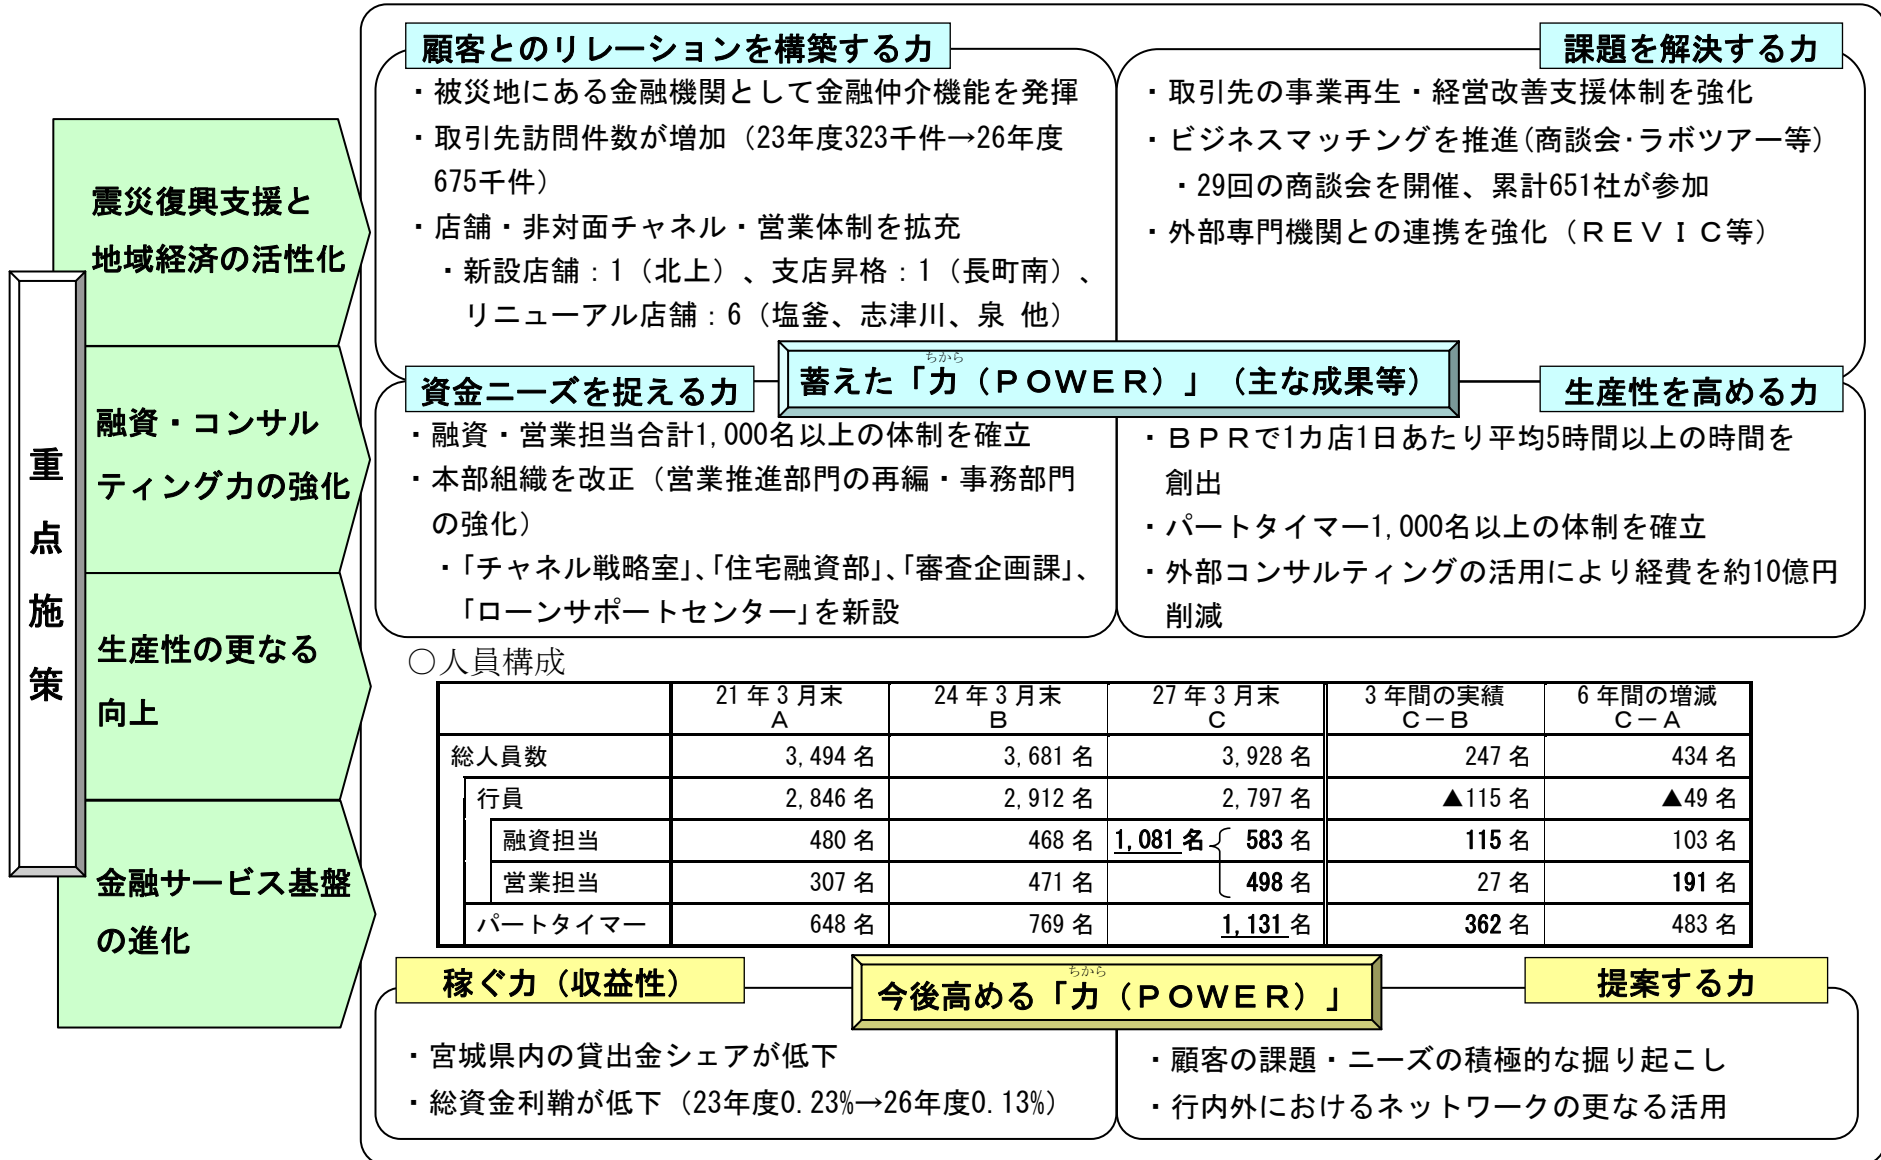 重点施策
震災復興支援と
地域経済の活性化
融資・コンサル
ティング力の強化
生産性の更なる
向上
金融サービス基盤
の進化
顧客とのリレーションを構築する力
・被災地にある金融機関として金融仲介機能を発揮
・取引先訪問件数が増加（23年度323千件→26年度
675千件）
・店舗・非対面チャネル・営業体制を拡充
・新設店舗：1（北上）、支店昇格：1（長町南）、
リニューアル店舗：6（塩釜、志津川、泉 他）
課題を解決する力
・取引先の事業再生・経営改善支援体制を強化
・ビジネスマッチングを推進(商談会･ラボツアー等)
・29回の商談会を開催、累計651社が参加
・外部専門機関との連携を強化（ＲＥＶＩＣ等）
ちから
蓄えた「力（ＰＯＷＥＲ）」（主な成果等）
資金ニーズを捉える力
・融資・営業担当合計1,000名以上の体制を確立
・本部組織を改正（営業推進部門の再編・事務部門
の強化）
・｢チャネル戦略室｣、｢住宅融資部｣、｢審査企画課｣、
｢ローンサポートセンター｣を新設
生産性を高める力
・ＢＰＲで1カ店1日あたり平均5時間以上の時間を
創出
・パートタイマー1,000名以上の体制を確立
・外部コンサルティングの活用により経費を約10億円
削減
○人員構成
21年3月末 24年3月末 27年3月末 3年間の実績 6年間の増減
Ａ Ｂ Ｃ Ｃ－Ｂ Ｃ－Ａ
総人員数 3,494名 3,681名 3,928名 247名 434名
行員 2,846名 2,912名 2,797名 ▲115名 ▲49名
融資担当 480名 468名 1,081名 583名 115名 103名
営業担当 307名 471名 498名 27名 191名
パートタイマー 648名 769名 1,131名 362名 483名
稼ぐ力（収益性）
ちから
今後高める「力（ＰＯＷＥＲ）」
提案する力
・宮城県内の貸出金シェアが低下
・総資金利鞘が低下（23年度0.23%→26年度0.13%）
・顧客の課題・ニーズの積極的な掘り起こし
・行内外におけるネットワークの更なる活用